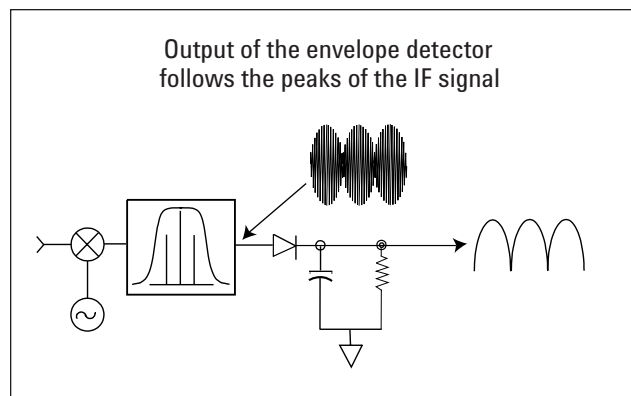 Output of the envelope detector
follows the peaks of the IF signal